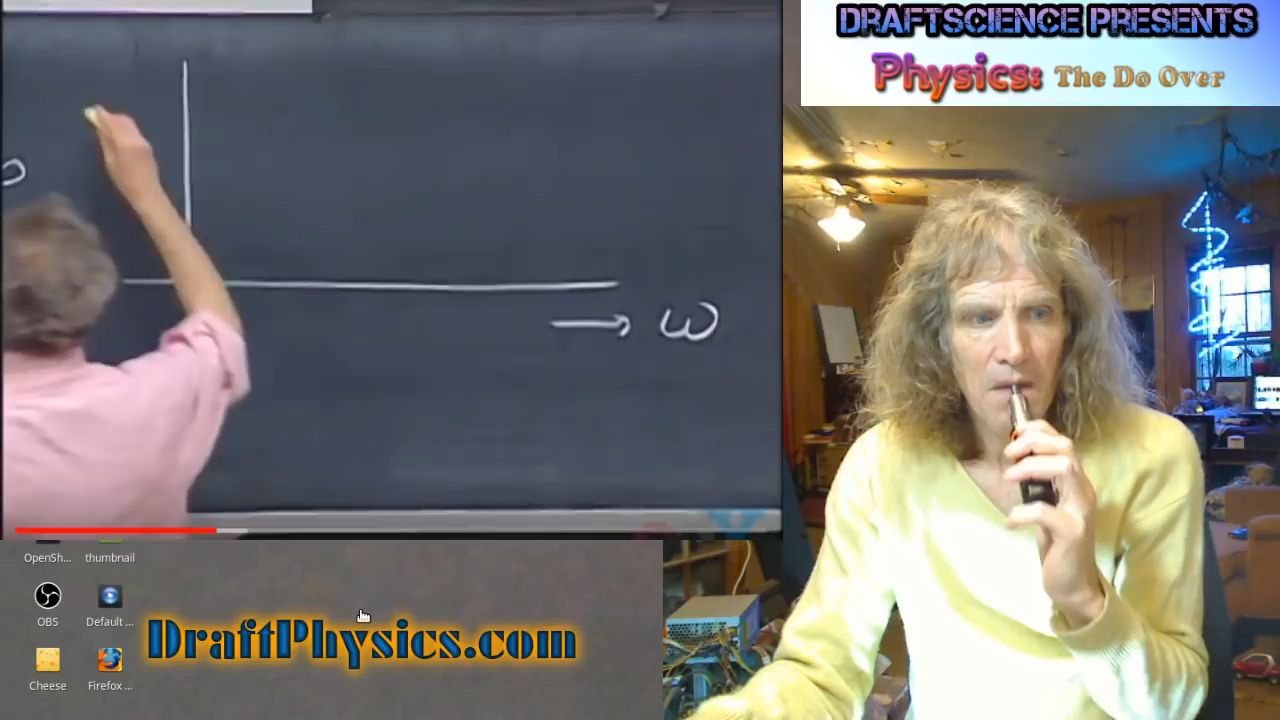 DRAFTSCIENCE PRESENTS
Physics: The Do Over
ω
OpenSh... thumbnail
OBS Default ...
DraftPhysics.com
Cheese Firefox ...